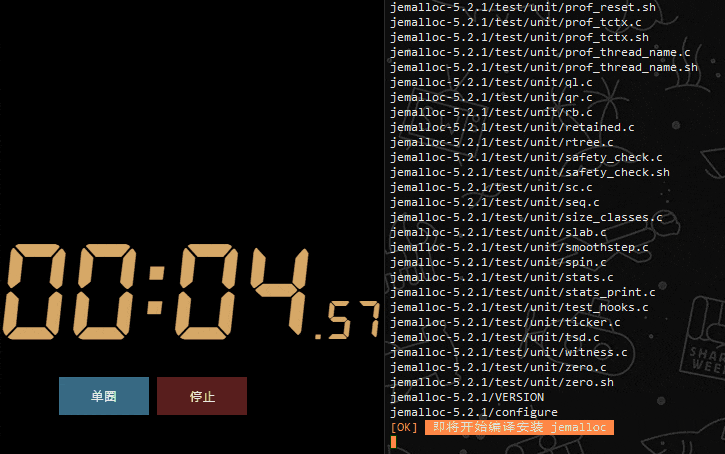 00:04.57
单圈
停止
jemalloc-5.2.1/test/unit/prof_reset.sh
jemalloc-5.2.1/test/unit/prof_tctx.c
jemalloc-5.2.1/test/unit/prof_tctx.sh
jemalloc-5.2.1/test/unit/prof_thread_name.c
jemalloc-5.2.1/test/unit/prof_thread_name.sh
jemalloc-5.2.1/test/unit/ql.c
jemalloc-5.2.1/test/unit/qr.c
jemalloc-5.2.1/test/unit/rb.c
jemalloc-5.2.1/test/unit/retained.c
jemalloc-5.2.1/test/unit/rtree.c
jemalloc-5.2.1/test/unit/safety_check.c
jemalloc-5.2.1/test/unit/safety_check.sh
jemalloc-5.2.1/test/unit/sc.c
jemalloc-5.2.1/test/unit/seq.c
jemalloc-5.2.1/test/unit/size_classes.c
jemalloc-5.2.1/test/unit/slab.c
jemalloc-5.2.1/test/unit/smoothstep.c
jemalloc-5.2.1/test/unit/spin.c
jemalloc-5.2.1/test/unit/stats.c
jemalloc-5.2.1/test/unit/stats_print.c
jemalloc-5.2.1/test/unit/test_hooks.c
jemalloc-5.2.1/test/unit/ticker.c
jemalloc-5.2.1/test/unit/tsd.c
jemalloc-5.2.1/test/unit/witness.c
jemalloc-5.2.1/test/unit/zero.c
jemalloc-5.2.1/test/unit/zero.sh
jemalloc-5.2.1/VERSION
jemalloc-5.2.1/configure
[OK] 即将开始编译安装 jemalloc
SHAR
WEE